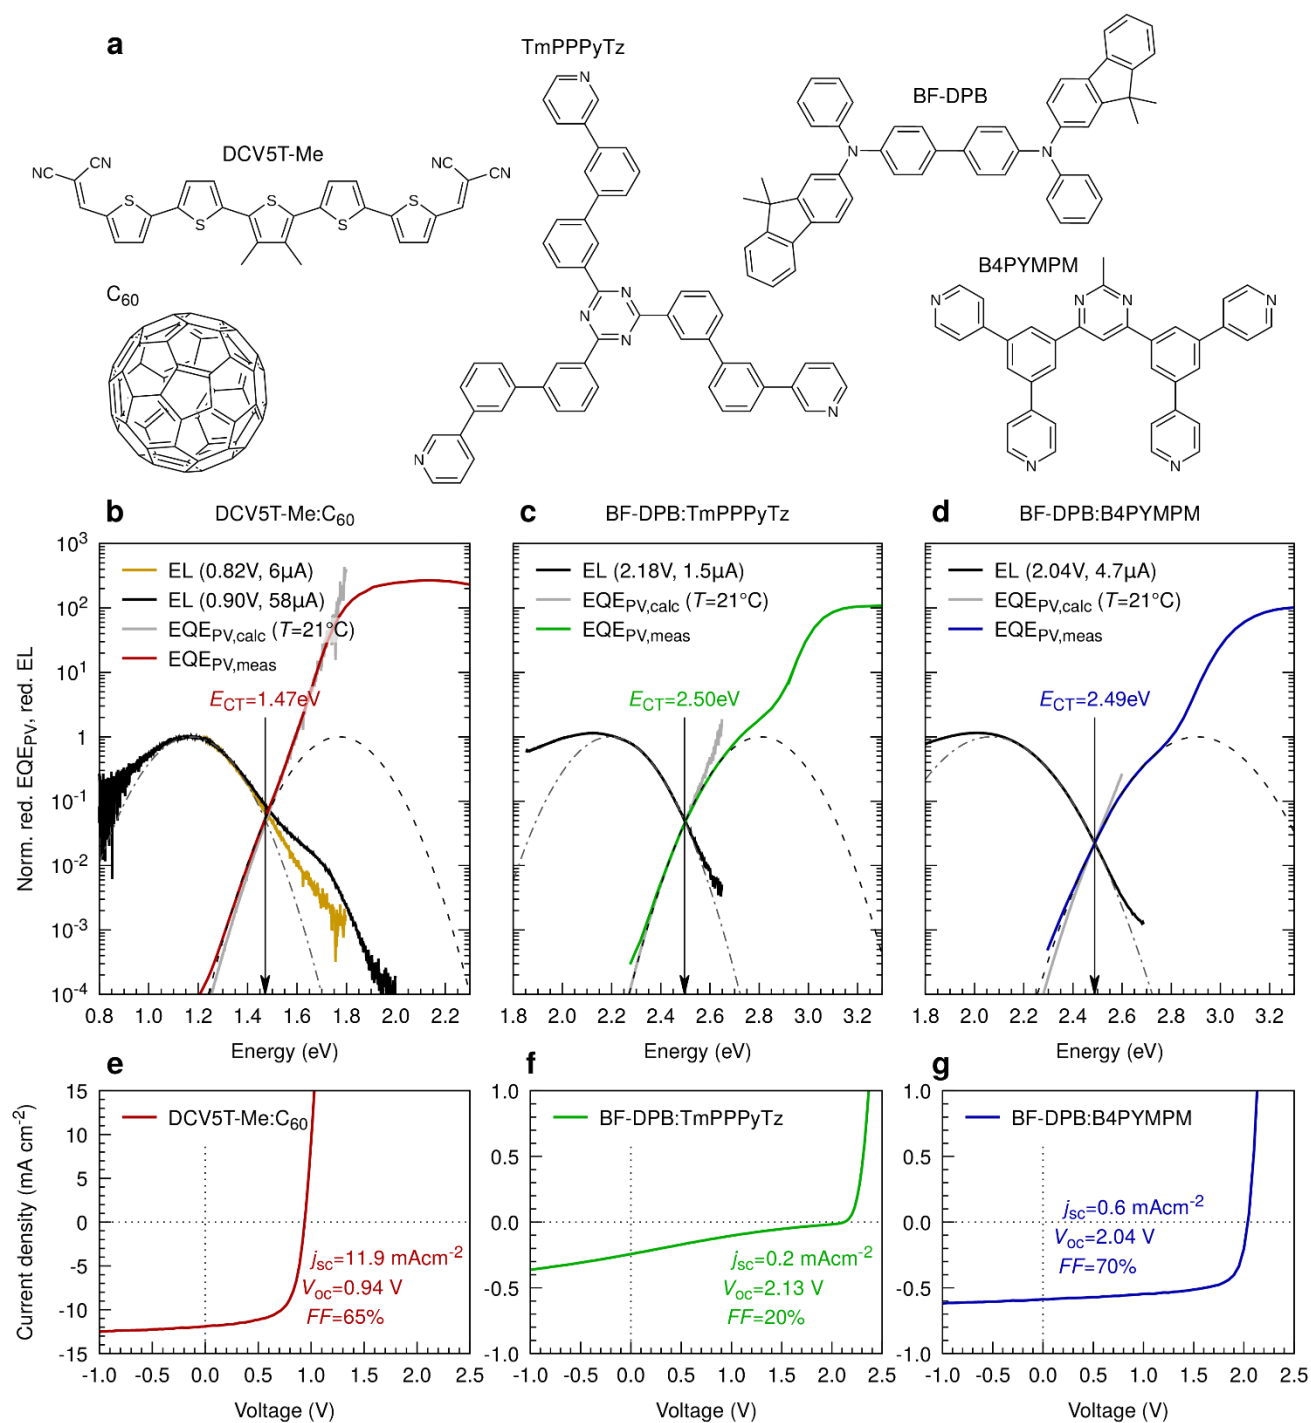 a
TmPPPyTz
BF-DPB
DCV5T-Me
B4PYMPM
C60
NC
CN
CN
NC
CN
CN
S
S
S
S
S
N
N
N
N
N
N
N
N
N
N
N
N
N
N
b
DCV5T-Me:C60
c
BF-DPB:TmPPPyTz
d
BF-DPB:B4PYMPM
Norm. red. EQEPV, red. EL
10^3
10^2
10^1
1
10^-1
10^-2
10^-3
10^-4
EL (0.82V, 6μA)
EL (0.90V, 58μA)
EQEPV,calc (T=21°C)
EQEPV,meas
ECT=1.47eV
0.8 1.0 1.2 1.4 1.6 1.8 2.0 2.2
Energy (eV)
EL (2.18V, 1.5μA)
EQEPV,calc (T=21°C)
EQEPV,meas
ECT=2.50eV
1.8 2.0 2.2 2.4 2.6 2.8 3.0 3.2
Energy (eV)
EL (2.04V, 4.7μA)
EQEPV,calc (T=21°C)
EQEPV,meas
ECT=2.49eV
1.8 2.0 2.2 2.4 2.6 2.8 3.0 3.2
Energy (eV)
e
Current density (mA cm-2)
15
10
5
0
-5
-10
-15
DCV5T-Me:C60
jsc=11.9 mAcm-2
Voc=0.94 V
FF=65%
-1.0 -0.5 0.0 0.5 1.0 1.5 2.0 2.5
Voltage (V)
f
1.0
0.5
0.0
-0.5
-1.0
BF-DPB:TmPPPyTz
jsc=0.2 mAcm-2
Voc=2.13 V
FF=20%
-1.0 -0.5 0.0 0.5 1.0 1.5 2.0 2.5
Voltage (V)
g
1.0
0.5
0.0
-0.5
-1.0
BF-DPB:B4PYMPM
jsc=0.6 mAcm-2
Voc=2.04 V
FF=70%
-1.0 -0.5 0.0 0.5 1.0 1.5 2.0 2.5
Voltage (V)